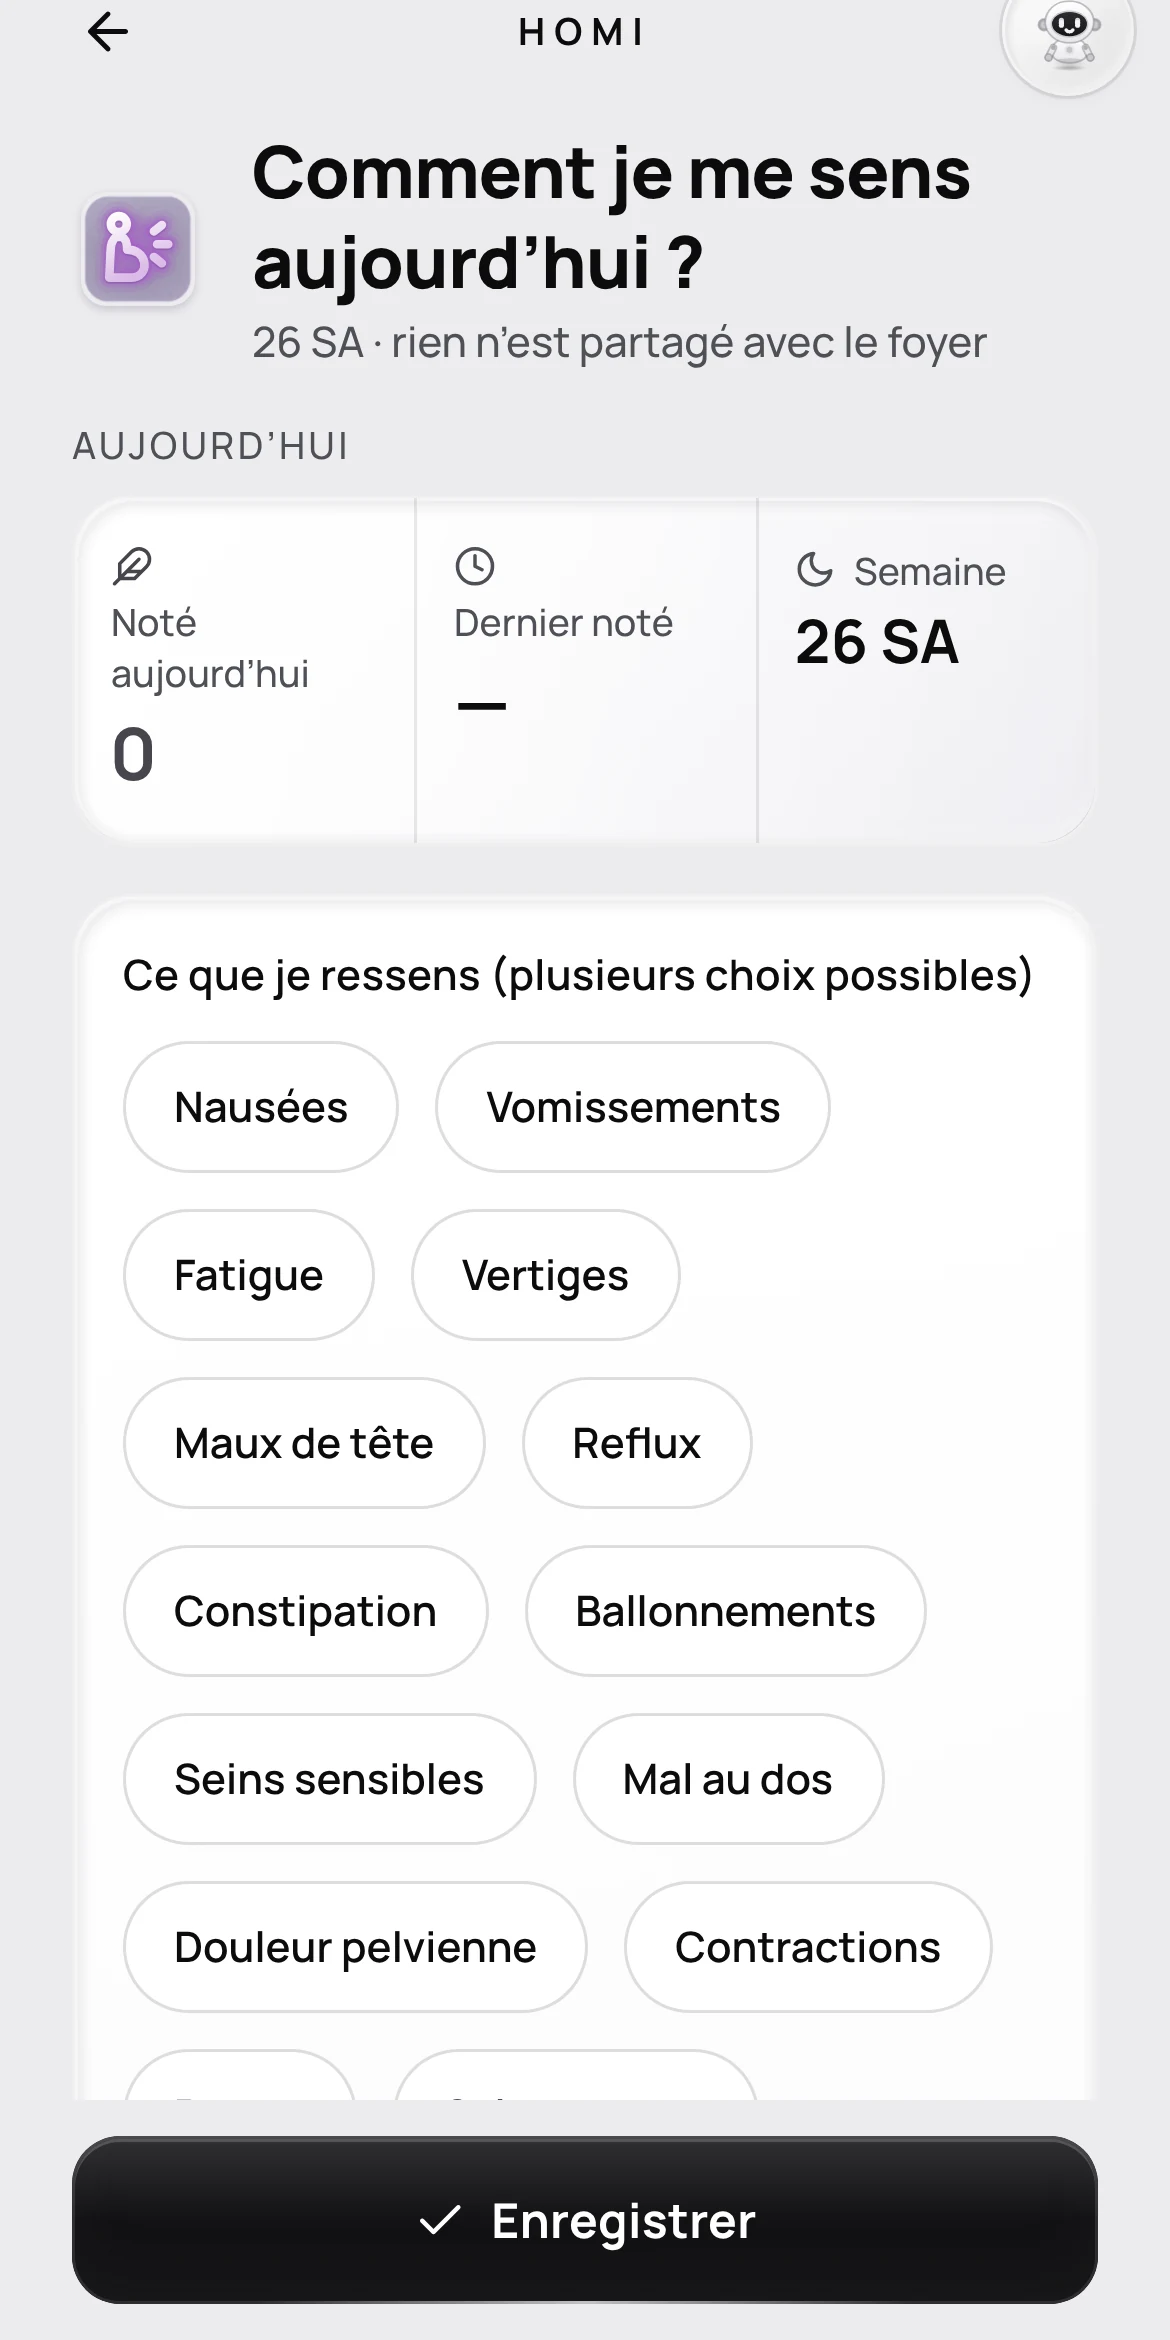 HOMI
Comment je me sens
aujourd’hui ?
26 SA · rien n’est partagé avec le foyer
AUJOURD’HUI
Noté
aujourd’hui
0
Dernier noté
—
Semaine
26 SA
Ce que je ressens (plusieurs choix possibles)
Nausées
Vomissements
Fatigue
Vertiges
Maux de tête
Reflux
Constipation
Ballonnements
Seins sensibles
Mal au dos
Douleur pelvienne
Contractions
Enregistrer